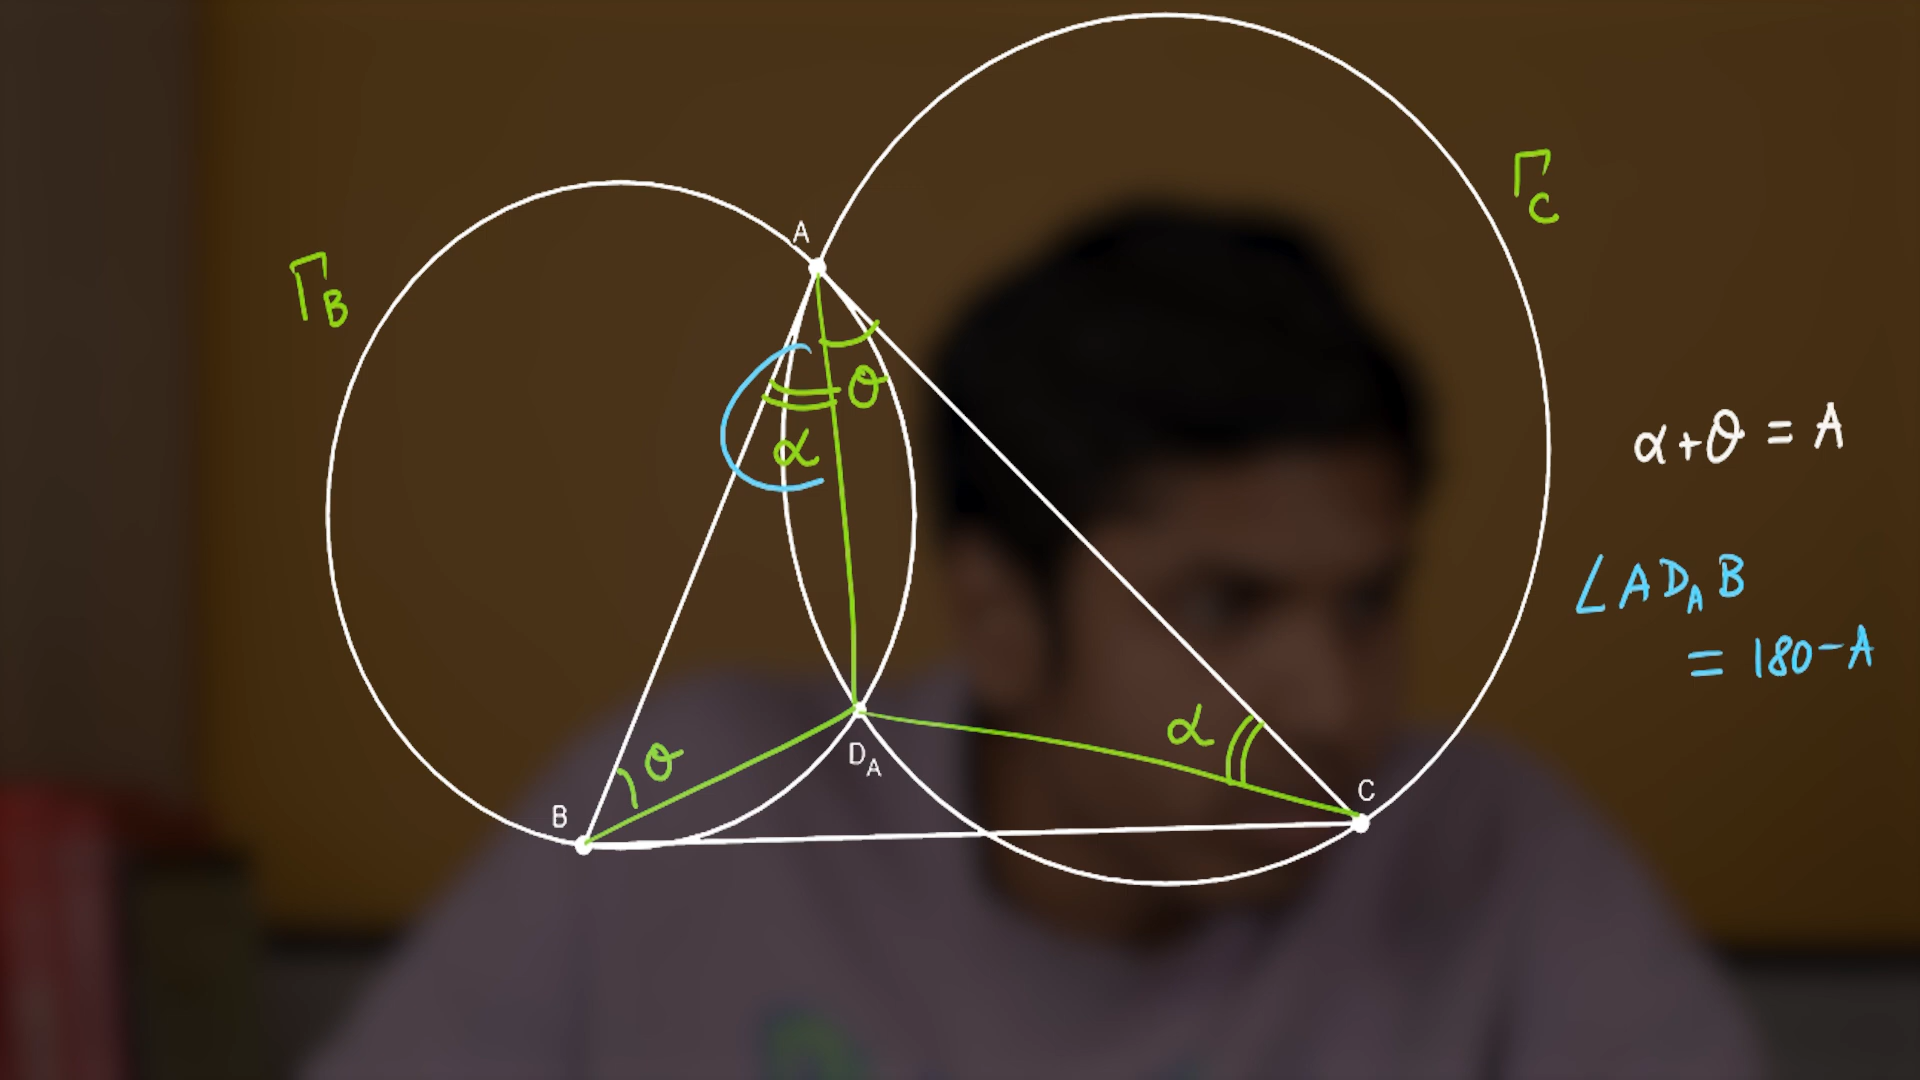 A
Γ_C
Γ_B
θ
α
α+θ = A
∠AD_AB
= 180-A
α
θ
D_A
C
B